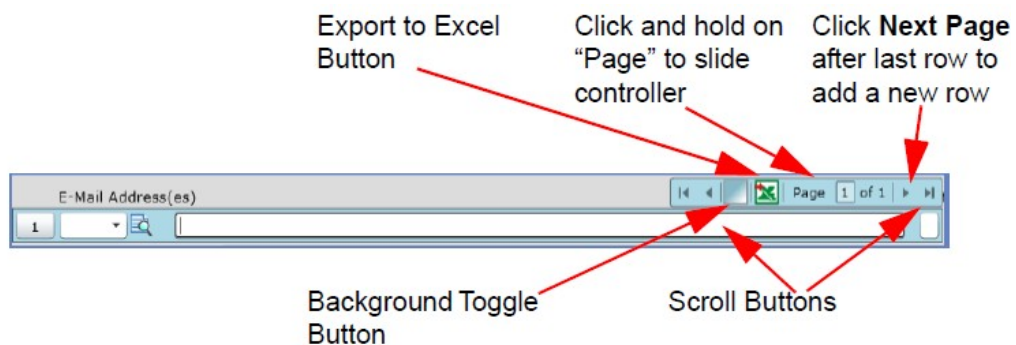 Export to Excel
Button
Click and hold on
“Page” to slide
controller
Click Next Page
after last row to
add a new row
E-Mail Address(es)
Page 1 of 1
1
Background Toggle
Button
Scroll Buttons